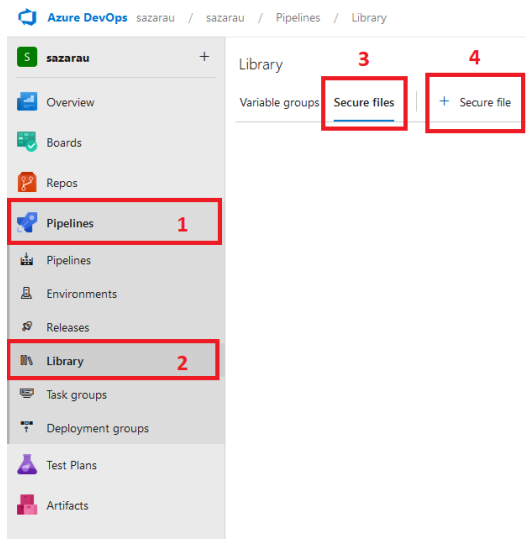 Azure DevOps sazarau / sazarau / Pipelines / Library
S sazarau +
Library
3
4
Variable groups Secure files + Secure file
Overview
Boards
Repos
Pipelines 1
Pipelines
Environments
Releases
Library 2
Task groups
Deployment groups
Test Plans
Artifacts